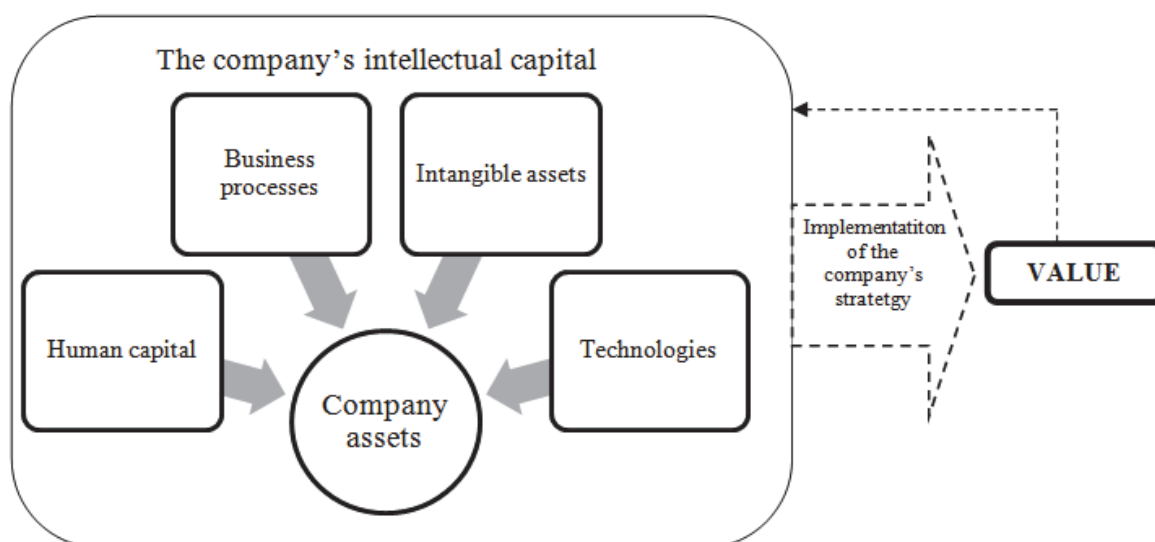 The company’s intellectual capital
Business
processes
Intangible assets
Human capital
Technologies
Company
assets
Implementatiton
of the
company’s
stratetgy
VALUE